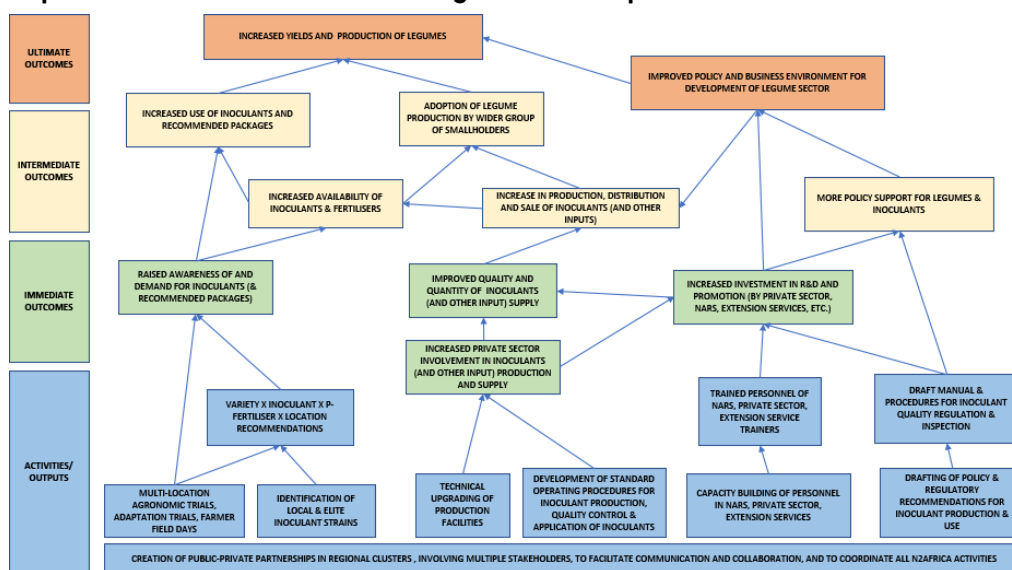 ULTIMATE
OUTCOMES
INCREASED YIELDS AND PRODUCTION OF LEGUMES
IMPROVED POLICY AND BUSINESS ENVIRONMENT FOR
DEVELOPMENT OF LEGUME SECTOR
INTERMEDIATE
OUTCOMES
INCREASED USE OF INOCULANTS AND
RECOMMENDED PACKAGES
ADOPTION OF LEGUME
PRODUCTION BY WIDER GROUP
OF SMALLHOLDERS
INCREASED AVAILABILITY OF
INOCULANTS & FERTILISERS
INCREASE IN PRODUCTION, DISTRIBUTION
AND SALE OF INOCULANTS (AND OTHER
INPUTS)
MORE POLICY SUPPORT FOR LEGUMES &
INOCULANTS
IMMEDIATE
OUTCOMES
RAISED AWARENESS OF AND
DEMAND FOR INOCULANTS (&
RECOMMENDED PACKAGES)
IMPROVED QUALITY AND
QUANTITY OF INOCULANTS
(AND OTHER INPUT) SUPPLY
INCREASED INVESTMENT IN R&D AND
PROMOTION (BY PRIVATE SECTOR,
NARS, EXTENSION SERVICES, ETC.)
INCREASED PRIVATE SECTOR
INVOLVEMENT IN INOCULANTS
(AND OTHER INPUT) PRODUCTION
AND SUPPLY
ACTIVITIES/
OUTPUTS
VARIETY X INOCULANT X P-
FERTILISER X LOCATION
RECOMMENDATIONS
TRAINED PERSONNEL OF
NARS, PRIVATE SECTOR,
EXTENSION SERVICE
TRAINERS
DRAFT MANUAL &
PROCEDURES FOR INOCULANT
QUALITY REGULATION &
INSPECTION
MULTI-LOCATION
AGRONOMIC TRIALS,
ADAPTATION TRIALS, FARMER
FIELD DAYS
IDENTIFICATION OF
LOCAL & ELITE
INOCULANT STRAINS
TECHNICAL
UPGRADING OF
PRODUCTION
FACILITIES
DEVELOPMENT OF STANDARD
OPERATING PROCEDURES FOR
INOCULANT PRODUCTION,
QUALITY CONTROL &
APPLICATION OF INOCULANTS
CAPACITY BUILDING OF PERSONNEL
IN NARS, PRIVATE SECTOR,
EXTENSION SERVICES
DRAFTING OF POLICY &
REGULATORY
RECOMMENDATIONS FOR
INOCULANT PRODUCTION &
USE
CREATION OF PUBLIC-PRIVATE PARTNERSHIPS IN REGIONAL CLUSTERS , INVOLVING MULTIPLE STAKEHOLDERS, TO FACILITATE COMMUNICATION AND COLLABORATION, AND TO COORDINATE ALL N2AFRICA ACTIVITIES